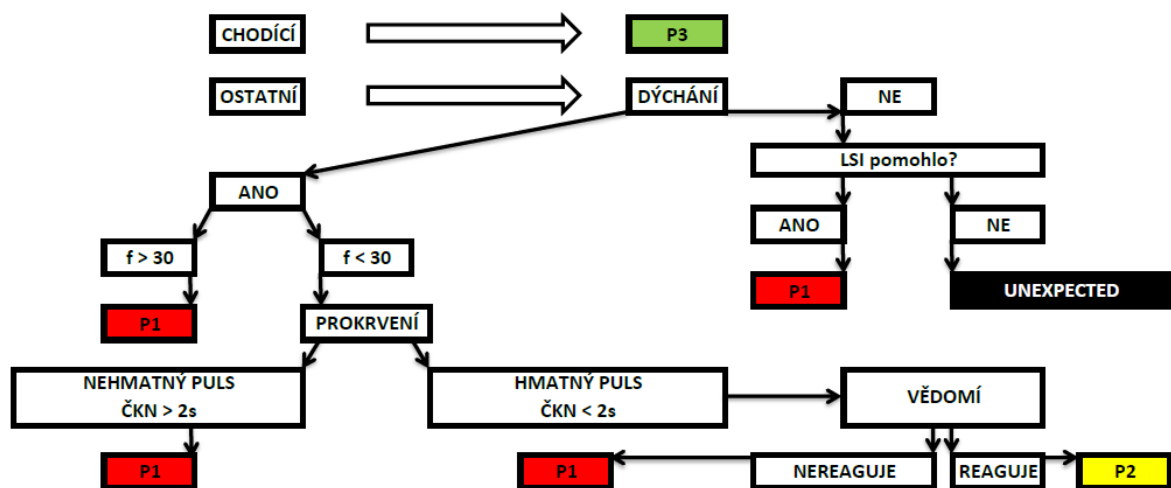 CHODÍCÍ
P3
OSTATNÍ
DÝCHÁNÍ
NE
LSI pomohlo?
ANO
ANO
NE
f > 30
f < 30
P1
UNEXPECTED
P1
PROKRVENÍ
NEHMATNÝ PULS
ČKN > 2s
HMATNÝ PULS
ČKN < 2s
VĚDOMÍ
P1
P1
NEREAGUJE
REAGUJE
P2